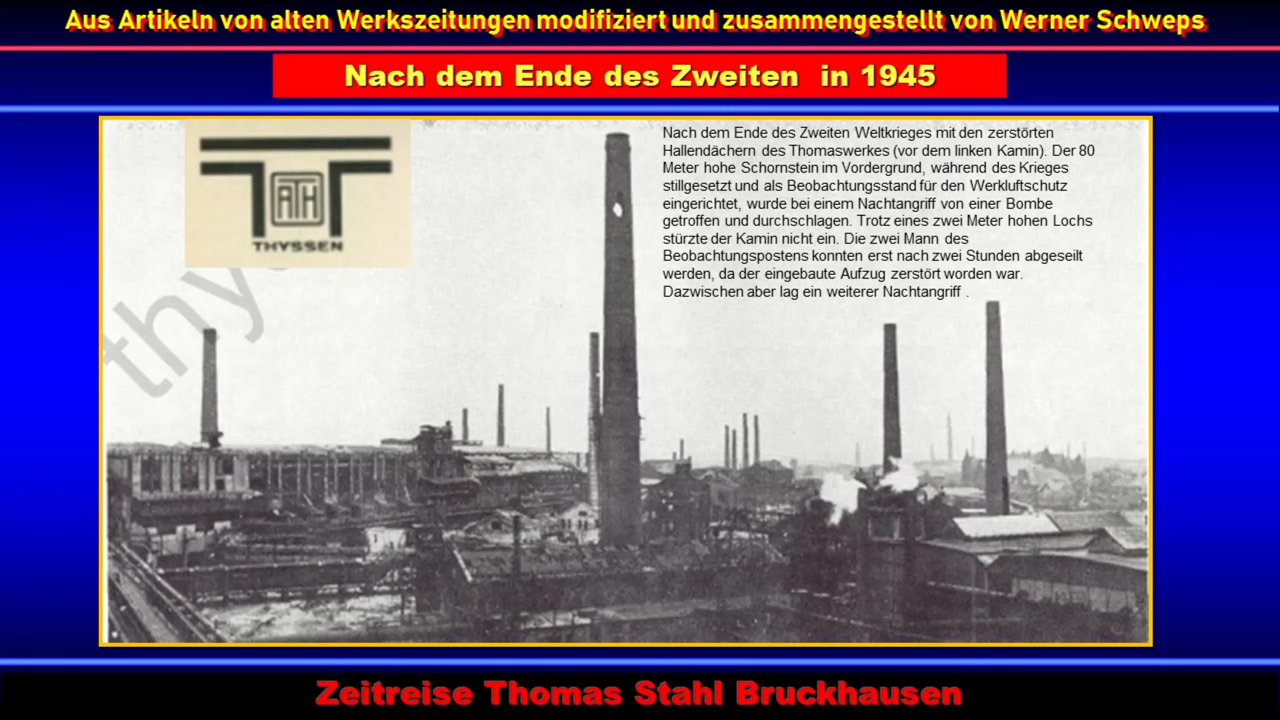 Aus Artikeln von alten Werkszeitungen modifiziert und zusammengestellt von Werner Schweps
Nach dem Ende des Zweiten in 1945
ATH
THYSSEN
thy
Nach dem Ende des Zweiten Weltkrieges mit den zerstörten
Hallendächern des Thomaswerkes (vor dem linken Kamin). Der 80
Meter hohe Schornstein im Vordergrund, während des Krieges
stillgesetzt und als Beobachtungsstand für den Werkluftschutz
eingerichtet, wurde bei einem Nachtangriff von einer Bombe
getroffen und durchschlagen. Trotz eines zwei Meter hohen Lochs
stürzte der Kamin nicht ein. Die zwei Mann des
Beobachtungspostens konnten erst nach zwei Stunden abgeseilt
werden, da der eingebaute Aufzug zerstört worden war.
Dazwischen aber lag ein weiterer Nachtangriff .
Zeitreise Thomas Stahl Bruckhausen